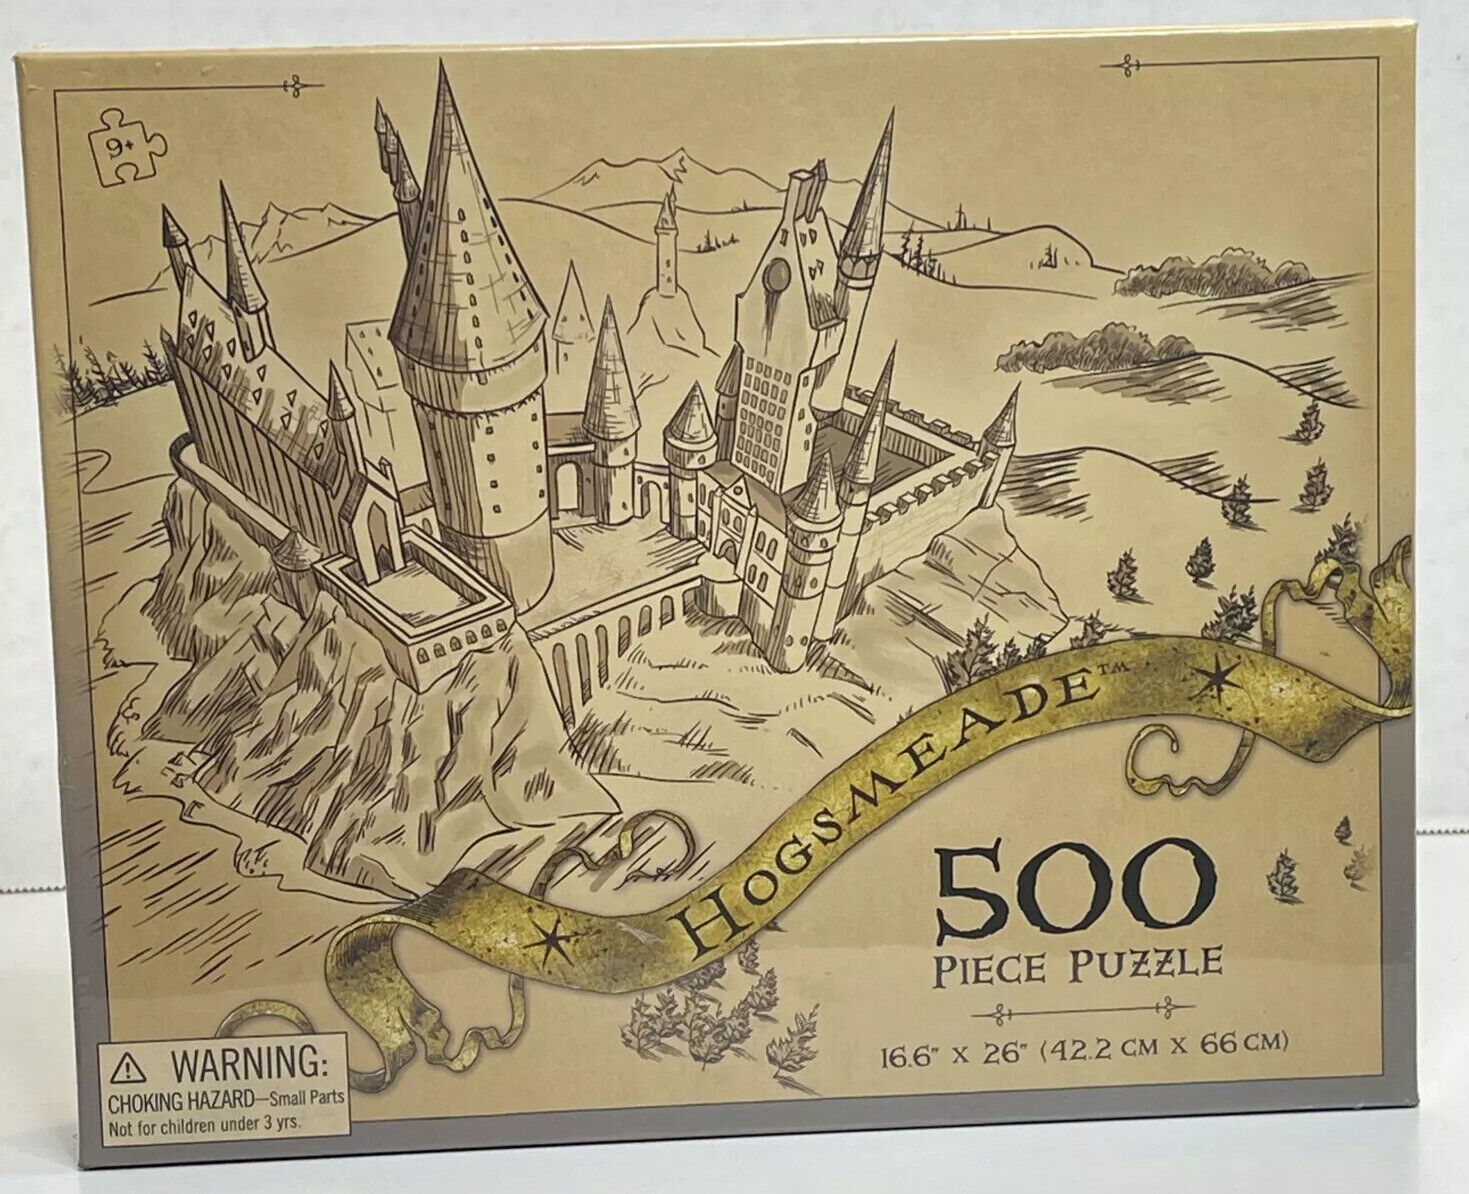 9+
HOGSMEADE™
500
PIECE PUZZLE
16.6" X 26" (42.2 CM X 66 CM)
⚠ WARNING:
CHOKING HAZARD—Small Parts
Not for children under 3 yrs.